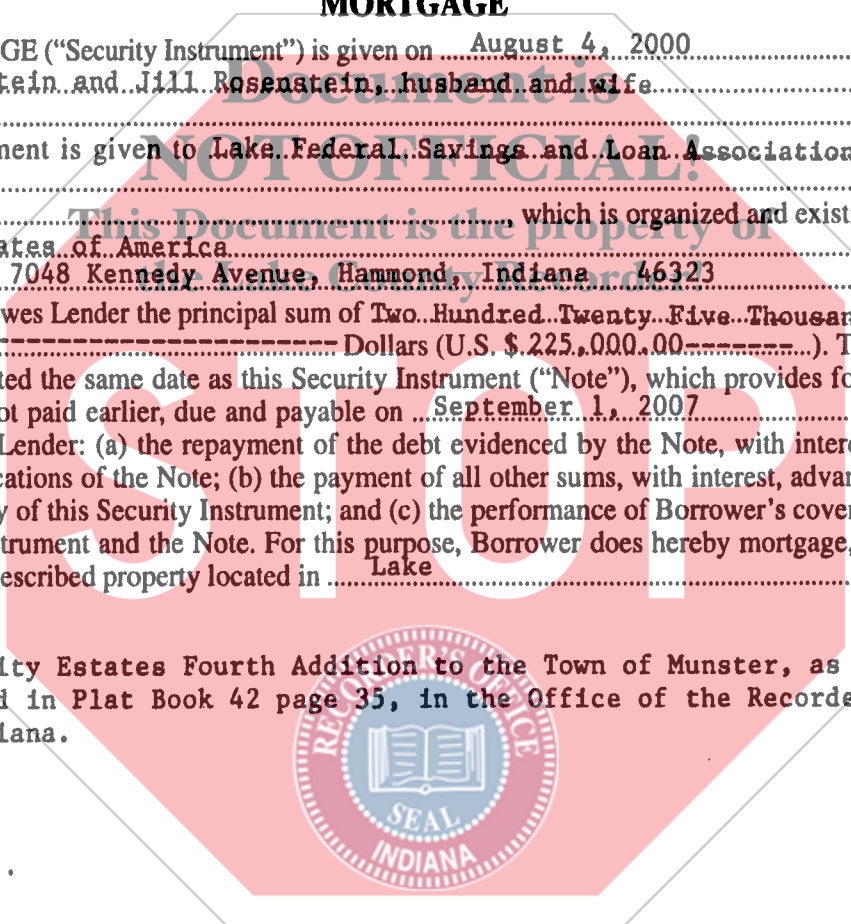 MORTGAGE
GE ("Security Instrument") is given on August 4, 2000
tein and Jill Rosenstein, husband and wife
Document is
ment is given to Lake Federal Savings and Loan Association
NOT OFFICIAL!
, which is organized and exist
This Document is the property of
ates of America
7048 Kennedy Avenue, Hammond, Indiana 46323
the Lake County Recorder!
wes Lender the principal sum of Two Hundred Twenty Five Thousan
------------------------ Dollars (U.S. $ 225,000.00-------- ). T
ted the same date as this Security Instrument ("Note"), which provides fo
ot paid earlier, due and payable on September 1, 2007
Lender: (a) the repayment of the debt evidenced by the Note, with inter
cations of the Note; (b) the payment of all other sums, with interest, advan
y of this Security Instrument; and (c) the performance of Borrower's cove
STOP
trument and the Note. For this purpose, Borrower does hereby mortgage,
escribed property located in Lake
ity Estates Fourth Addition to the Town of Munster, as
d in Plat Book 42 page 35, in the Office of the Recorde
iana.
RECORDER'S OFFICE
SEAL
INDIANA